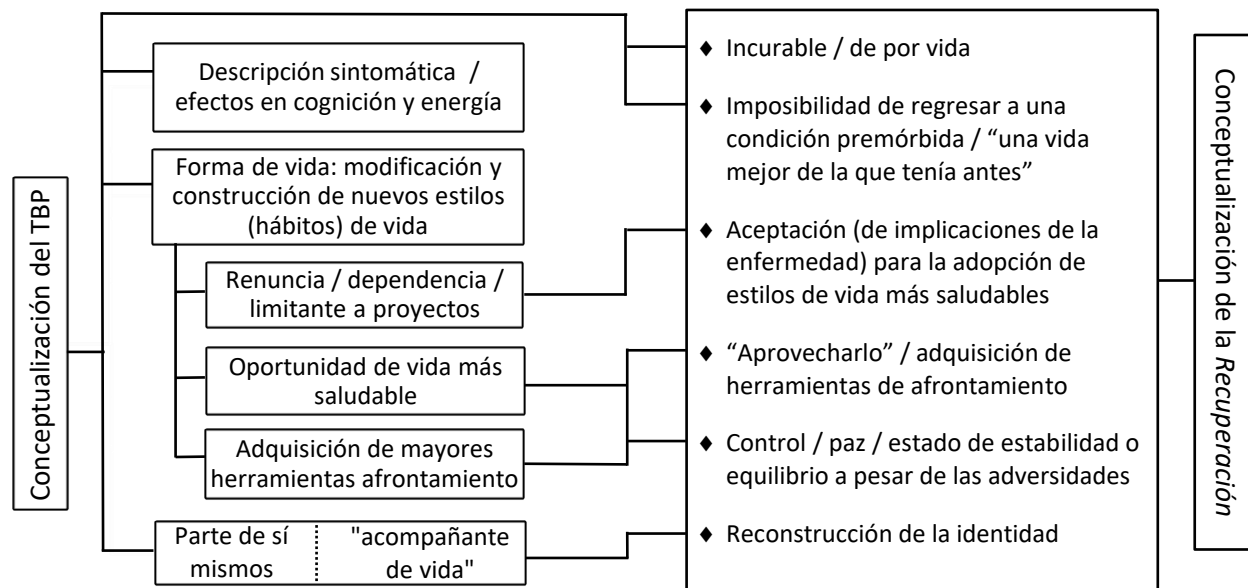 Conceptualización del TBP
Descripción sintomática /
efectos en cognición y energía
Forma de vida: modificación y
construcción de nuevos estilos
(hábitos) de vida
Renuncia / dependencia /
limitante a proyectos
Oportunidad de vida más
saludable
Adquisición de mayores
herramientas afrontamiento
Parte de sí
mismos
"acompañante
de vida"
♦ Incurable / de por vida
♦ Imposibilidad de regresar a una
condición premórbida / “una vida
mejor de la que tenía antes”
♦ Aceptación (de implicaciones de la
enfermedad) para la adopción de
estilos de vida más saludables
♦ “Aprovecharlo” / adquisición de
herramientas de afrontamiento
♦ Control / paz / estado de estabilidad o
equilibrio a pesar de las adversidades
♦ Reconstrucción de la identidad
Conceptualización de la Recuperación